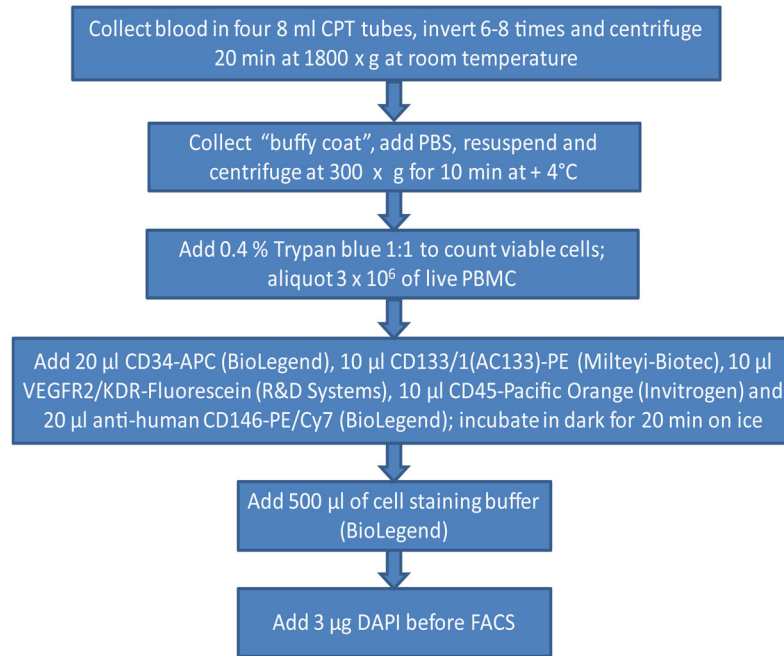 Collect blood in four 8 ml CPT tubes, invert 6-8 times and centrifuge
20 min at 1800 x g at room temperature
Collect “buffy coat”, add PBS, resuspend and
centrifuge at 300 x g for 10 min at + 4°C
Add 0.4 % Trypan blue 1:1 to count viable cells;
aliquot 3 x 10⁶ of live PBMC
Add 20 µl CD34-APC (BioLegend), 10 µl CD133/1(AC133)-PE (Milteyi-Biotec), 10 µl
VEGFR2/KDR-Fluorescein (R&D Systems), 10 µl CD45-Pacific Orange (Invitrogen) and
20 µl anti-human CD146-PE/Cy7 (BioLegend); incubate in dark for 20 min on ice
Add 500 µl of cell staining buffer
(BioLegend)
Add 3 µg DAPI before FACS